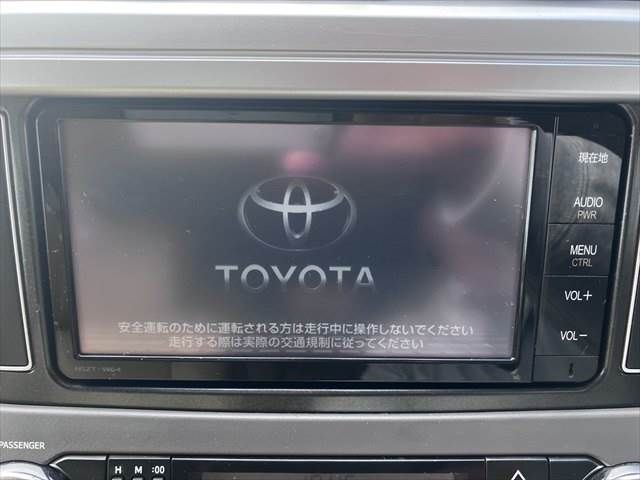 現在地
AUDIO
PWR
MENU
CTRL
VOL+
VOL−
TOYOTA
安全運転のために運転される方は走行中に操作しないでください
走行する際は実際の交通規制に従ってください
PASSENGER
H M :00